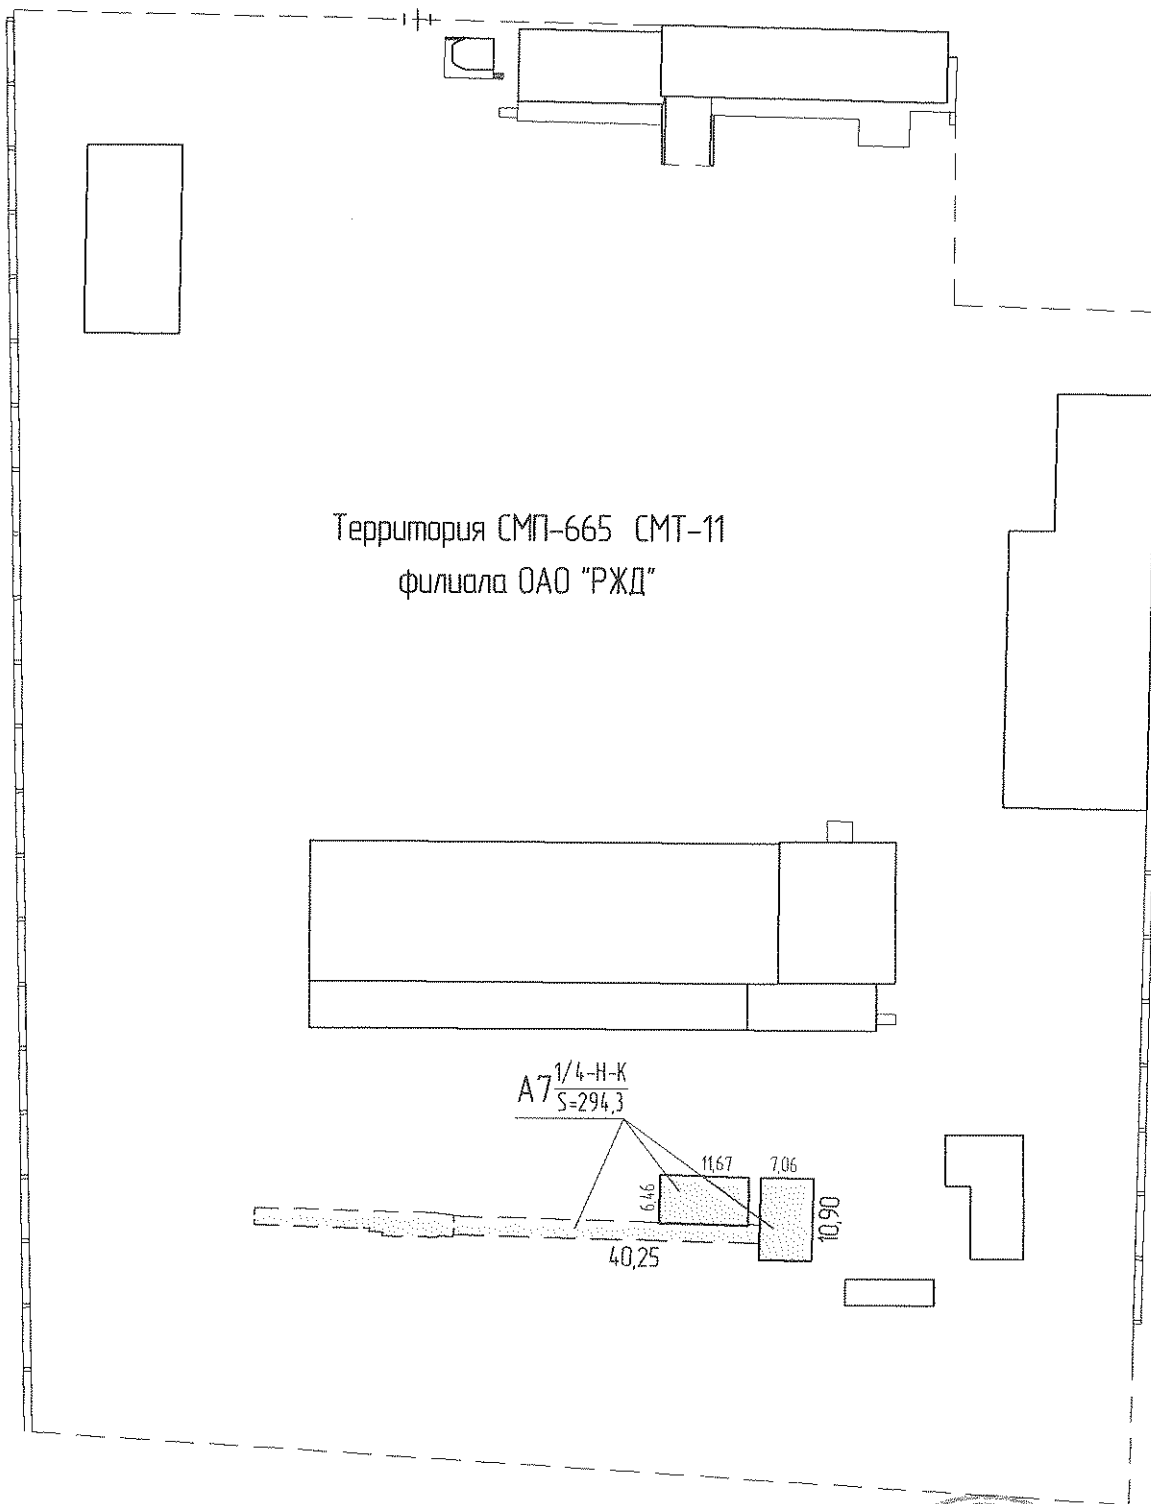 Территория СМП-665 СМТ-11
филиала ОАО "РЖД"
А7 1/4-Н-К
S=294,3
11,67
7,06
6,46
10,90
40,25